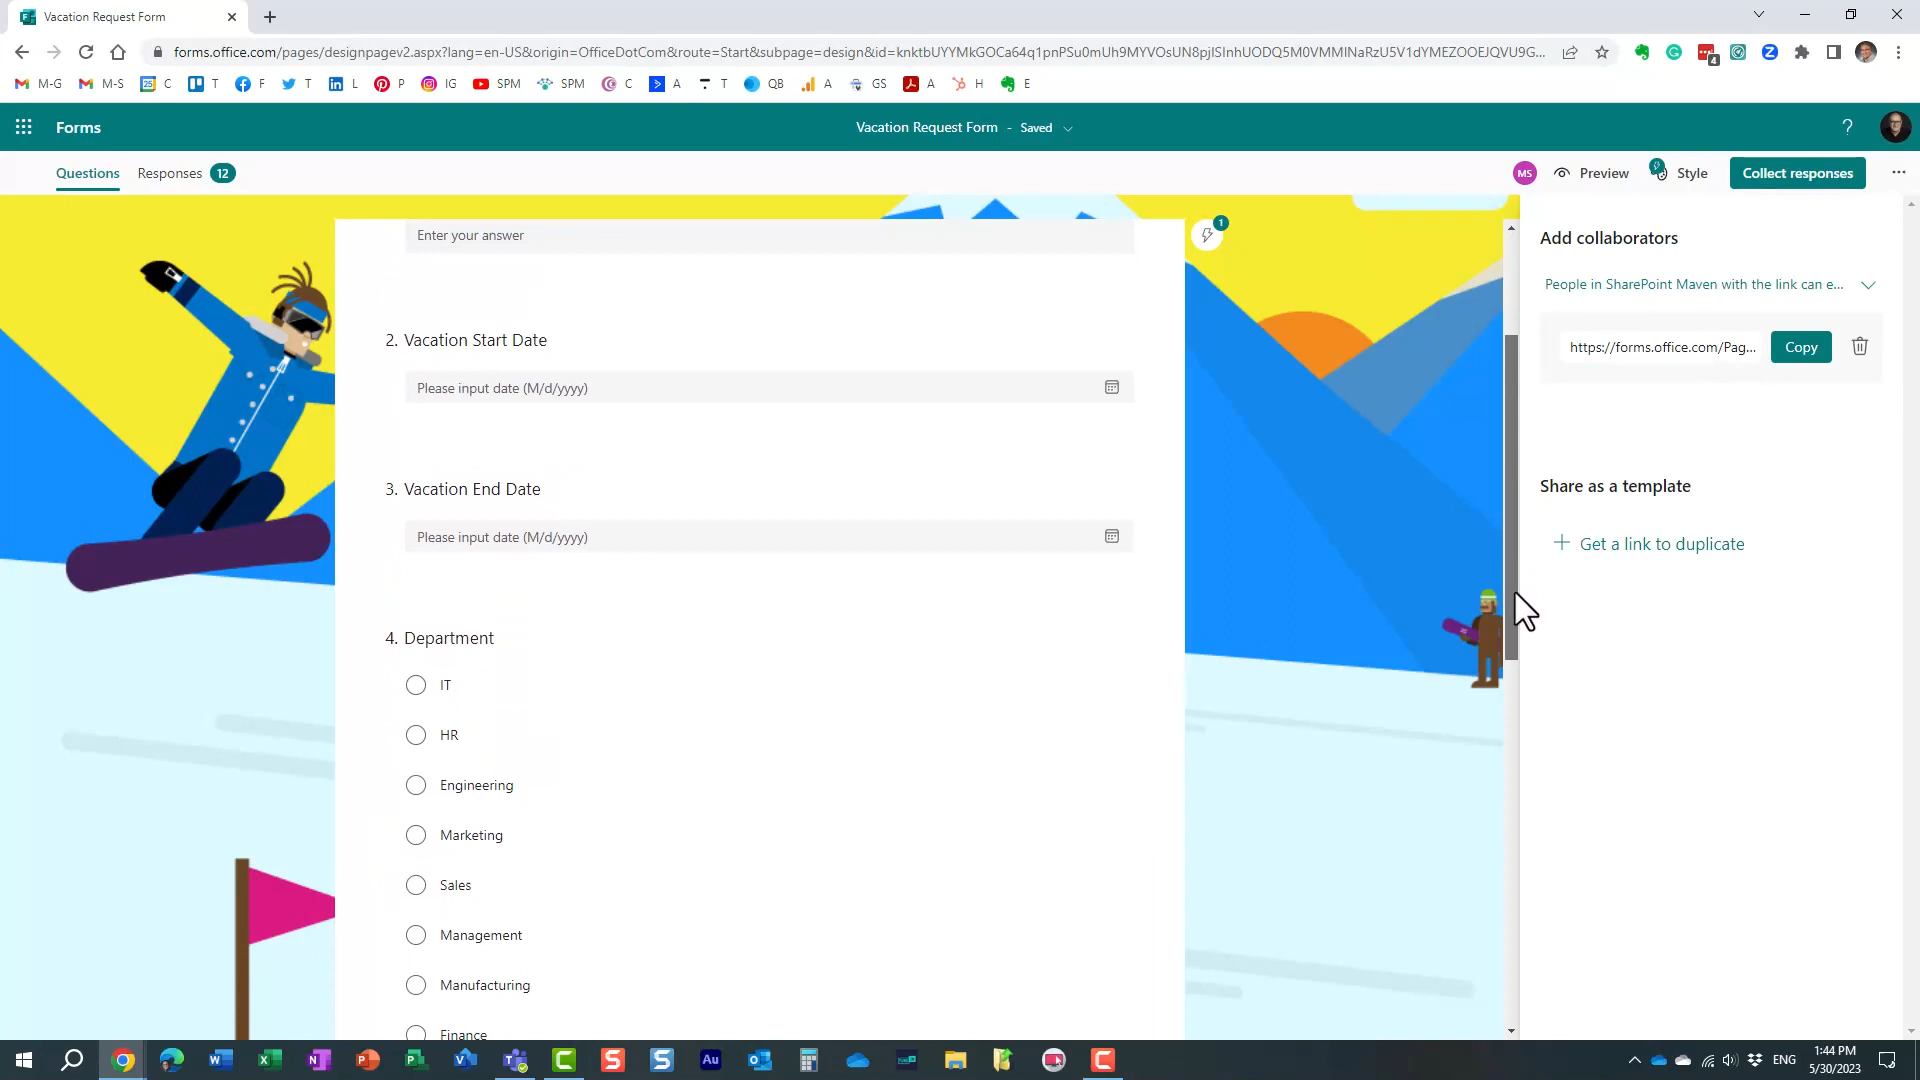 Vacation Request Form
forms.office.com/pages/designpagev2.aspx?lang=en-US&origin=OfficeDotCom&route=Start&subpage=design&id=knktbUYYMkGOCa64q1pnPSu0mUh9MYVOsUN8pjlSInhUODQ5M0VMMlNaRzU5V1dYMEZOOEJQVU9G...
4
M-G
M-S
25 C
T
F
T
L
P
IG
SPM
SPM
C
A
T
QB
A
GS
A
H
E
Forms
Vacation Request Form - Saved
?
Questions
Responses 12
MS
Preview
Style
Collect responses
Enter your answer
1
2. Vacation Start Date
Please input date (M/d/yyyy)
3. Vacation End Date
Please input date (M/d/yyyy)
4. Department
IT
HR
Engineering
Marketing
Sales
Management
Manufacturing
Finance
Add collaborators
People in SharePoint Maven with the link can e...
https://forms.office.com/Pag...
Copy
Share as a template
Get a link to duplicate
Au
ENG
1:44 PM
5/30/2023